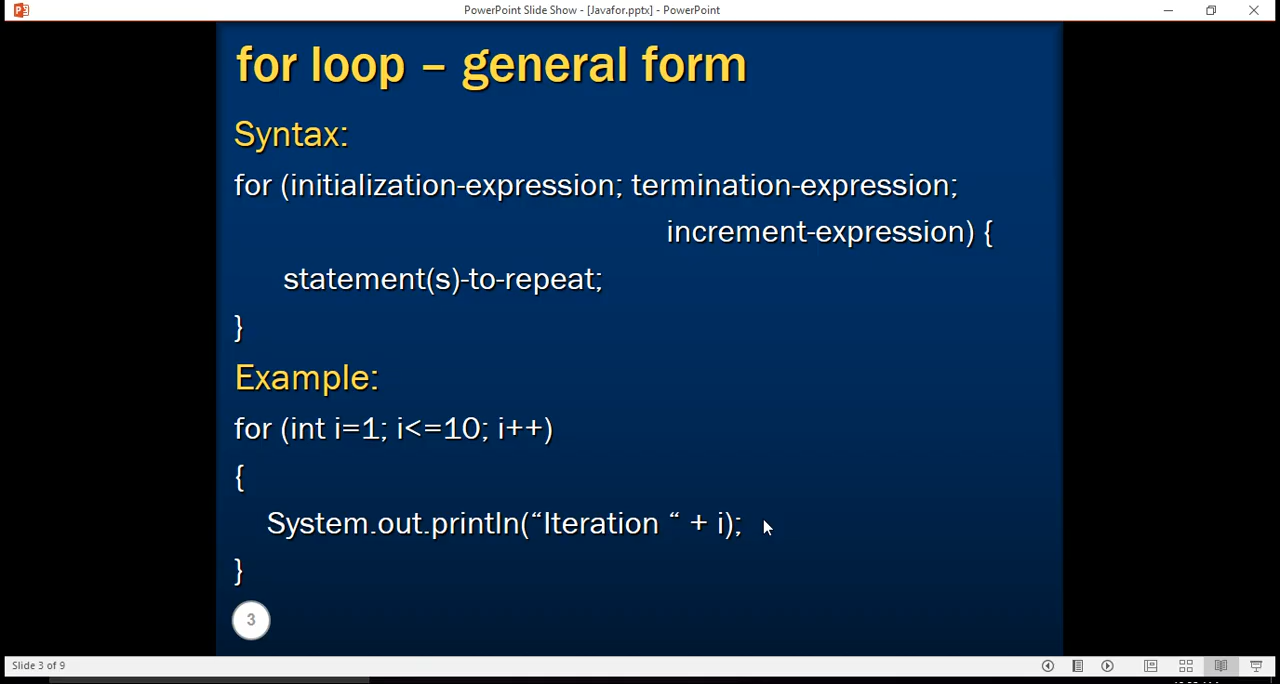 PowerPoint Slide Show - [Javafor.pptx] - PowerPoint
for loop – general form
Syntax:
for (initialization-expression; termination-expression;
increment-expression) {
statement(s)-to-repeat;
}
Example:
for (int i=1; i<=10; i++)
{
System.out.println(“Iteration “ + i);
}
3
Slide 3 of 9